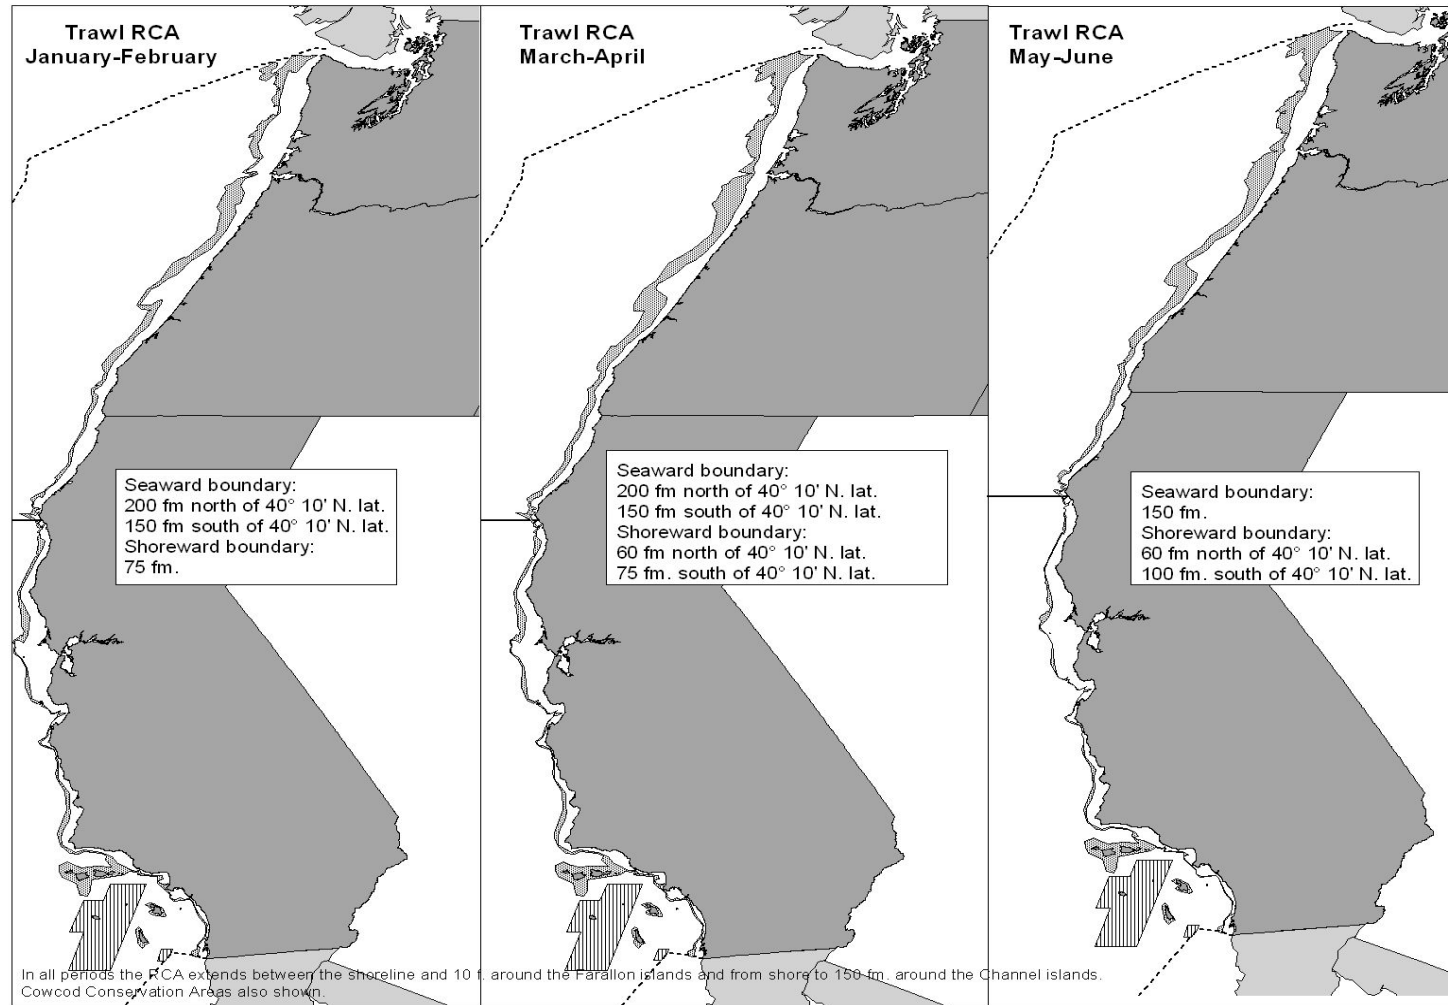 Trawl RCA
January-February
Trawl RCA
March-April
Trawl RCA
May-June
Seaward boundary:
200 fm north of 40° 10' N. lat.
150 fm south of 40° 10' N. lat.
Shoreward boundary:
75 fm.
Seaward boundary:
200 fm north of 40° 10' N. lat.
150 fm south of 40° 10' N. lat.
Shoreward boundary:
60 fm north of 40° 10' N. lat.
75 fm. south of 40° 10' N. lat.
Seaward boundary:
150 fm.
Shoreward boundary:
60 fm north of 40° 10' N. lat.
100 fm. south of 40° 10' N. lat.
In all periods the RCA extends between the shoreline and 10 f. around the Farallon islands and from shore to 150 fm. around the Channel islands.
Cowcod Conservation Areas also shown.